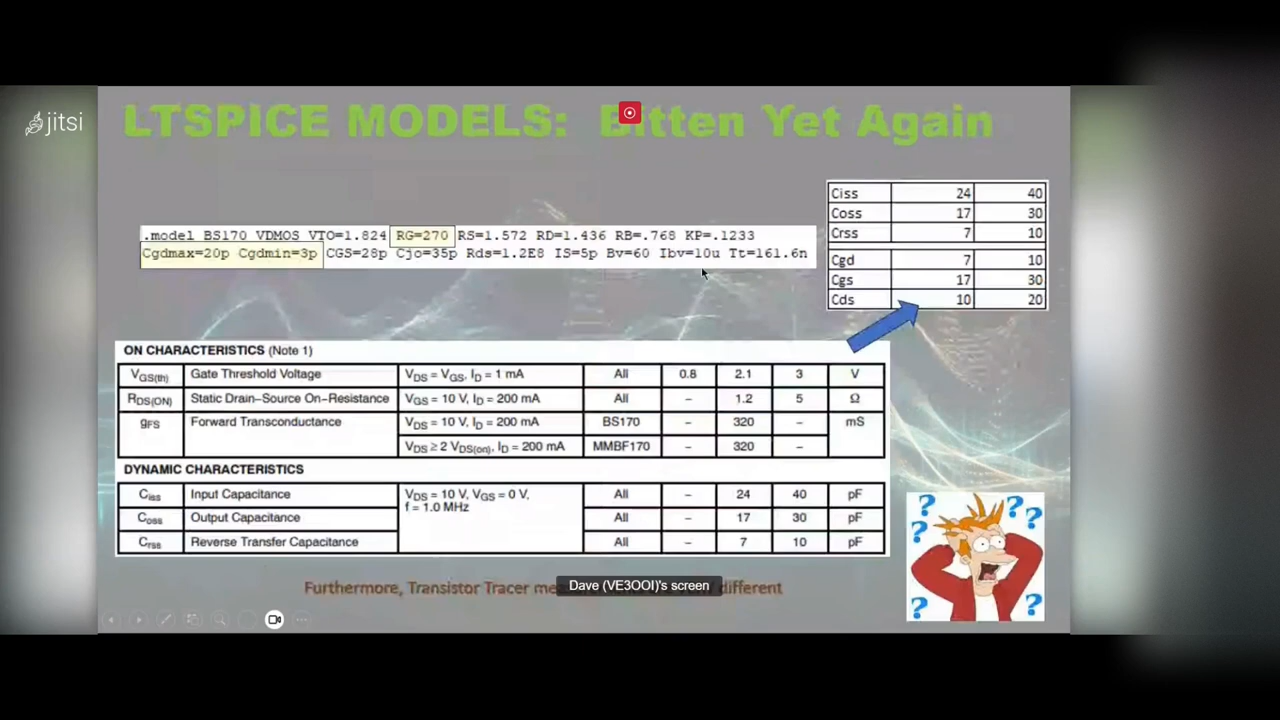 jitsi
LTSPICE MODELS: Bitten Yet Again
.model BS170 VDMOS VTO=1.824 RG=270 RS=1.572 RD=1.436 RB=.768 KP=.1233
Cgdmax=20p Cgdmin=3p CGS=28p Cjo=35p Rds=1.2E8 IS=5p Bv=60 Ibv=10u Tt=161.6n
Ciss 24 40
Coss 17 30
Crss 7 10
Cgd 7 10
Cgs 17 30
Cds 10 20
ON CHARACTERISTICS (Note 1)
VGS(th) Gate Threshold Voltage VDS = VGS, ID = 1 mA All 0.8 2.1 3 V
RDS(ON) Static Drain−Source On−Resistance VGS = 10 V, ID = 200 mA All − 1.2 5 Ω
gFS Forward Transconductance VDS = 10 V, ID = 200 mA BS170 − 320 − mS
VDS ≥ 2 VDS(on), ID = 200 mA MMBF170 − 320 −
DYNAMIC CHARACTERISTICS
Ciss Input Capacitance VDS = 10 V, VGS = 0 V, All − 24 40 pF
f = 1.0 MHz
Coss Output Capacitance All − 17 30 pF
Crss Reverse Transfer Capacitance All − 7 10 pF
? ? ? ? ? ?
Furthermore, Transistor Tracer different
Dave (VE3OOI)'s screen